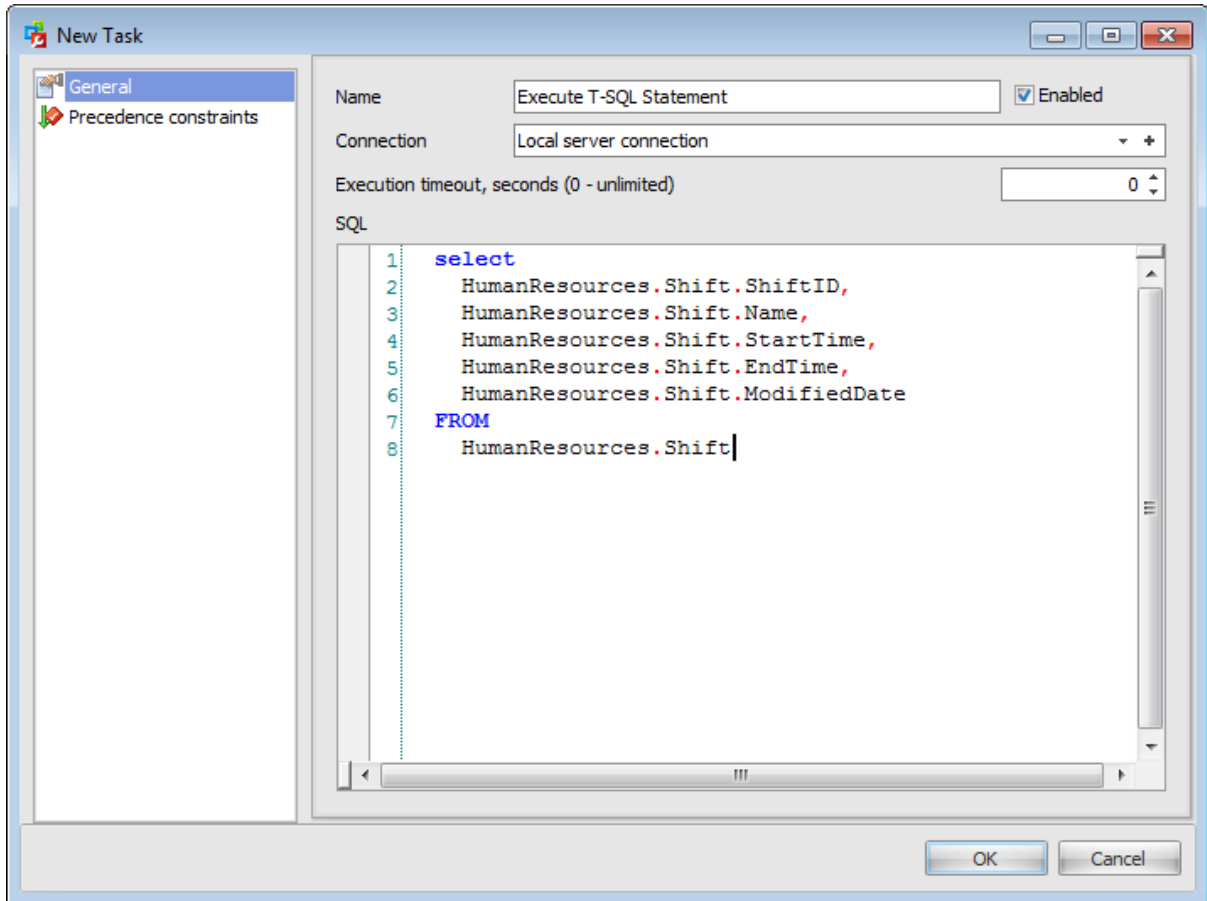 New Task
General
Precedence constraints
Name Execute T-SQL Statement Enabled
Connection Local server connection
Execution timeout, seconds (0 - unlimited) 0
SQL
1 select
2 HumanResources.Shift.ShiftID,
3 HumanResources.Shift.Name,
4 HumanResources.Shift.StartTime,
5 HumanResources.Shift.EndTime,
6 HumanResources.Shift.ModifiedDate
7 FROM
8 HumanResources.Shift
OK Cancel